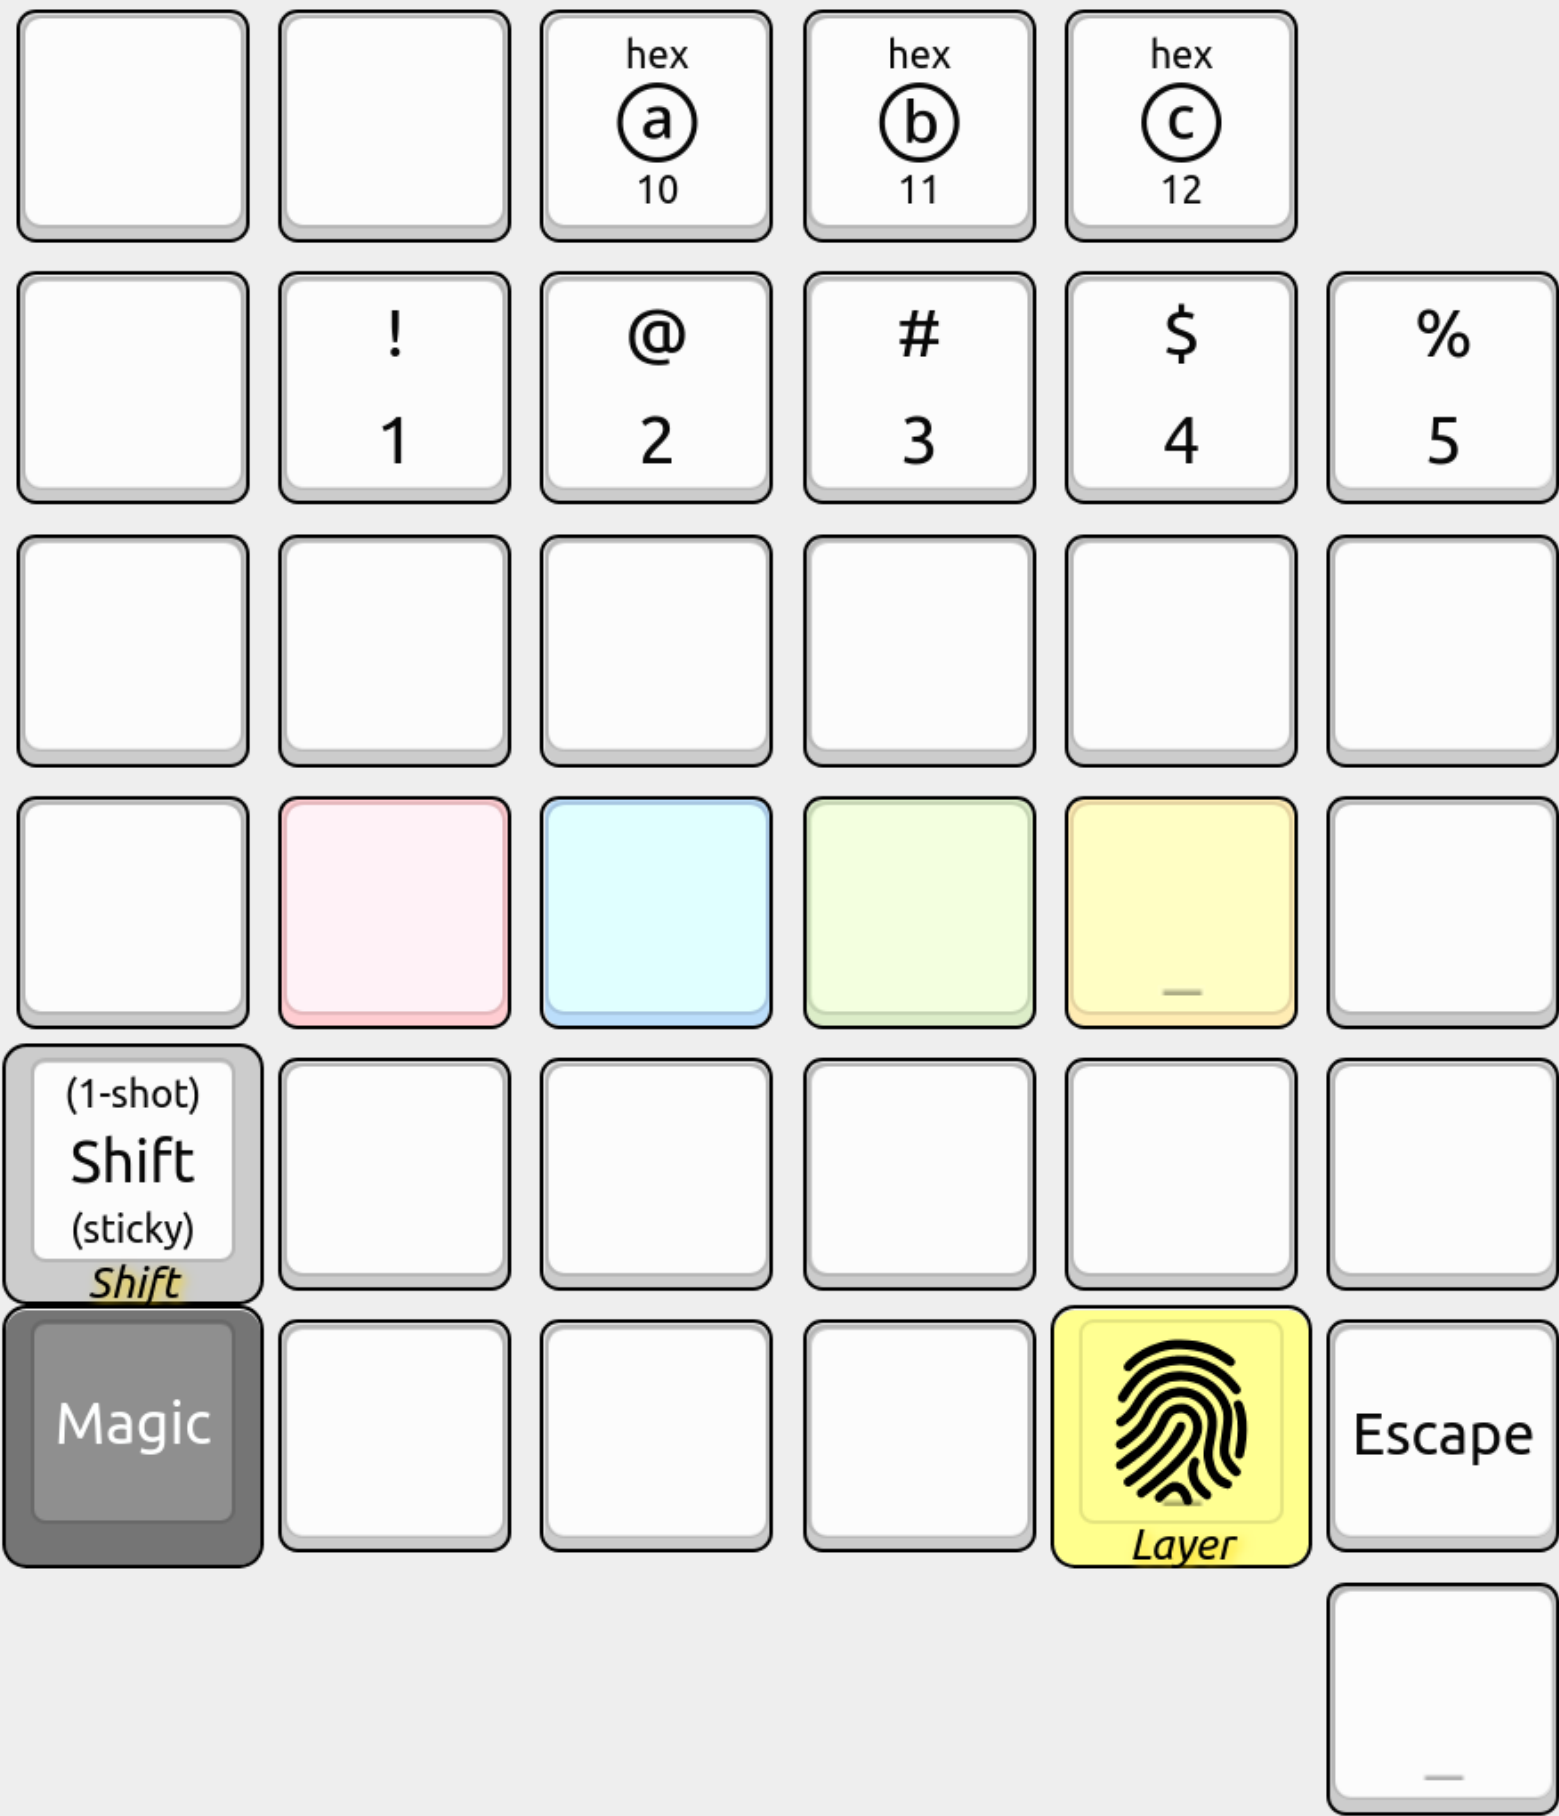 hex hex hex
a b c
10 11 12
! @ # $ %
1 2 3 4 5
_
(1-shot)
Shift
(sticky)
Shift
Magic
Escape
_
Layer
_